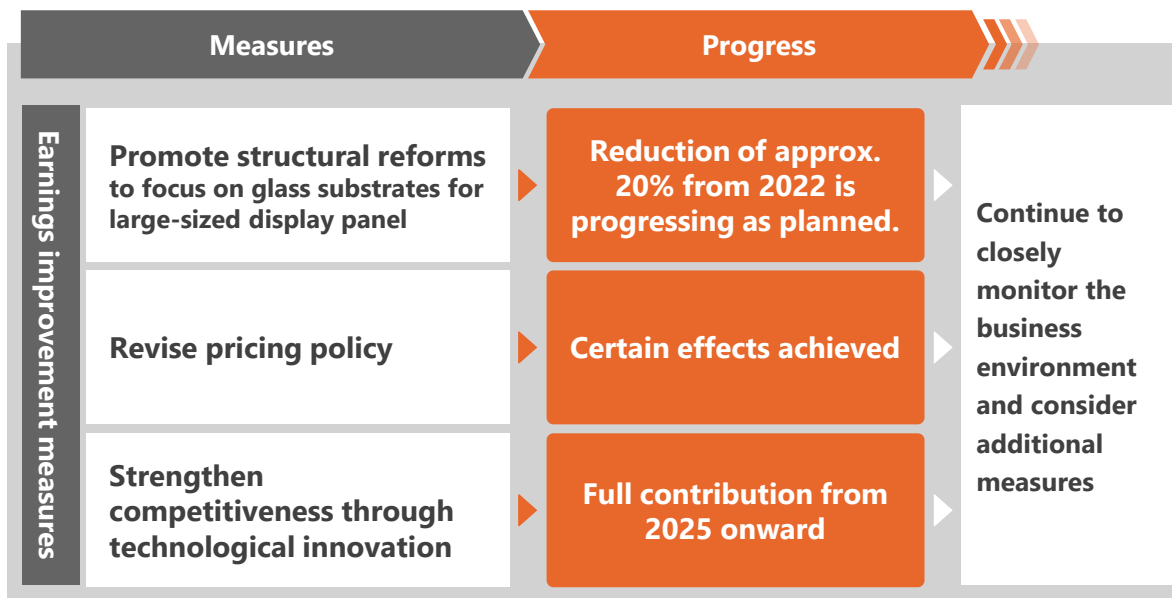 Measures
Progress
Earnings improvement measures
Promote structural reforms
to focus on glass substrates for
large-sized display panel
Reduction of approx.
20% from 2022 is
progressing as planned.
Revise pricing policy
Certain effects achieved
Strengthen
competitiveness through
technological innovation
Full contribution from
2025 onward
Continue to
closely
monitor the
business
environment
and consider
additional
measures